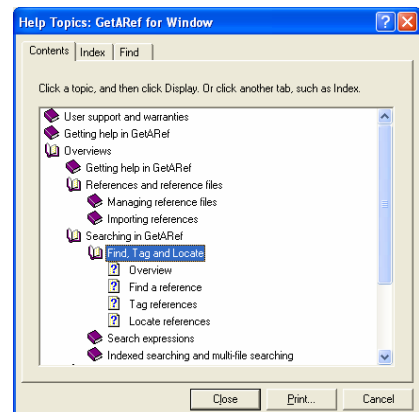 Help Topics: GetARef for Window
Contents Index Find
Click a topic, and then click Display. Or click another tab, such as Index.
User support and warranties
Getting help in GetARef
Overviews
Getting help in GetARef
References and reference files
Managing reference files
Importing references
Searching in GetARef
Find, Tag and Locate
Overview
Find a reference
Tag references
Locate references
Search expressions
Indexed searching and multi-file searching
Close Print... Cancel